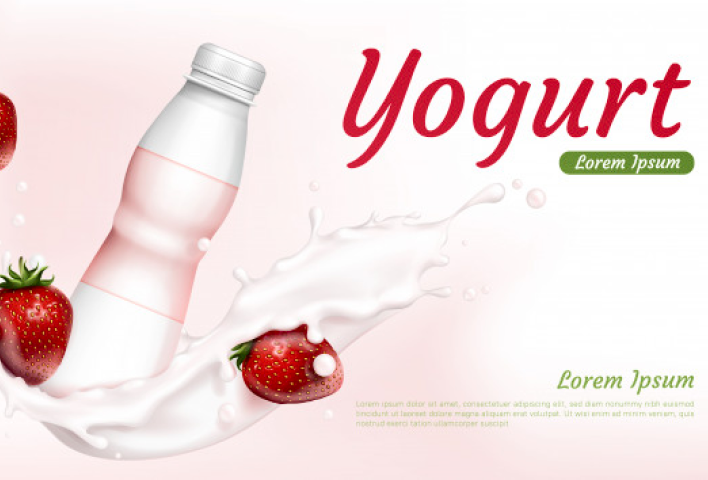 Yogurt
Lorem Ipsum
Lorem Ipsum
Lorem ipsum dolor sit amet, consectetuer adipiscing elit, sed diam nonummy nibh euismod
tincidunt ut laoreet dolore magna aliquam erat volutpat. Ut wisi enim ad minim veniam, quis
nostrud exerci tation ullamcorper suscipit